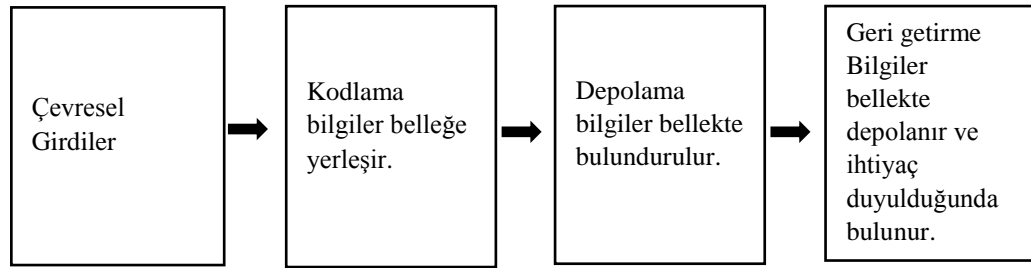 Çevresel
Girdiler
Kodlama
bilgiler belleğe
yerleşir.
Depolama
bilgiler bellekte
bulundurulur.
Geri getirme
Bilgiler
bellekte
depolanır ve
ihtiyaç
duyulduğunda
bulunur.